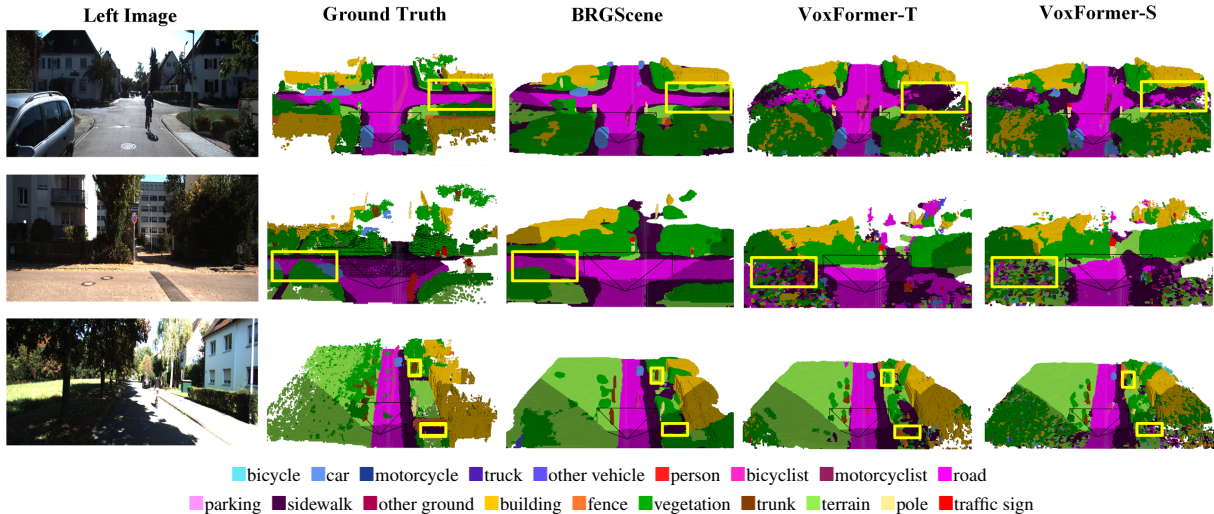 Left Image Ground Truth BRGScene VoxFormer-T VoxFormer-S
bicycle car motorcycle truck other vehicle person bicyclist motorcyclist road
parking sidewalk other ground building fence vegetation trunk terrain pole traffic sign